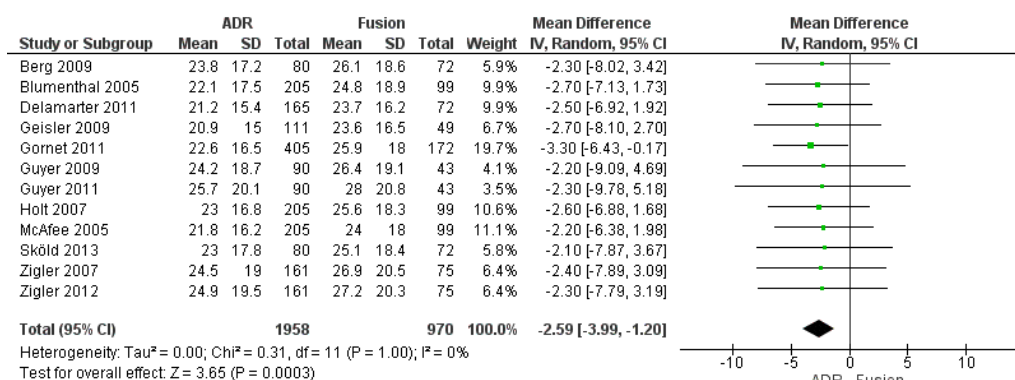 ADR Fusion Mean Difference Mean Difference
Study or Subgroup Mean SD Total Mean SD Total Weight IV, Random, 95% CI IV, Random, 95% CI
Berg 2009 23.8 17.2 80 26.1 18.6 72 5.9% -2.30 [-8.02, 3.42]
Blumenthal 2005 22.1 17.5 205 24.8 18.9 99 9.9% -2.70 [-7.13, 1.73]
Delamarter 2011 21.2 15.4 165 23.7 16.2 72 9.9% -2.50 [-6.92, 1.92]
Geisler 2009 20.9 15 111 23.6 16.5 49 6.7% -2.70 [-8.10, 2.70]
Gornet 2011 22.6 16.5 405 25.9 18 172 19.7% -3.30 [-6.43, -0.17]
Guyer 2009 24.2 18.7 90 26.4 19.1 43 4.1% -2.20 [-9.09, 4.69]
Guyer 2011 25.7 20.1 90 28 20.8 43 3.5% -2.30 [-9.78, 5.18]
Holt 2007 23 16.8 205 25.6 18.3 99 10.6% -2.60 [-6.88, 1.68]
McAfee 2005 21.8 16.2 205 24 18 99 11.1% -2.20 [-6.38, 1.98]
Sköld 2013 23 17.8 80 25.1 18.4 72 5.8% -2.10 [-7.87, 3.67]
Zigler 2007 24.5 19 161 26.9 20.5 75 6.4% -2.40 [-7.89, 3.09]
Zigler 2012 24.9 19.5 161 27.2 20.3 75 6.4% -2.30 [-7.79, 3.19]
Total (95% CI) 1958 970 100.0% -2.59 [-3.99, -1.20]
Heterogeneity: Tau² = 0.00; Chi² = 0.31, df = 11 (P = 1.00); I² = 0%
Test for overall effect: Z = 3.65 (P = 0.0003)
-10 -5 0 5 10
ADR Fusion